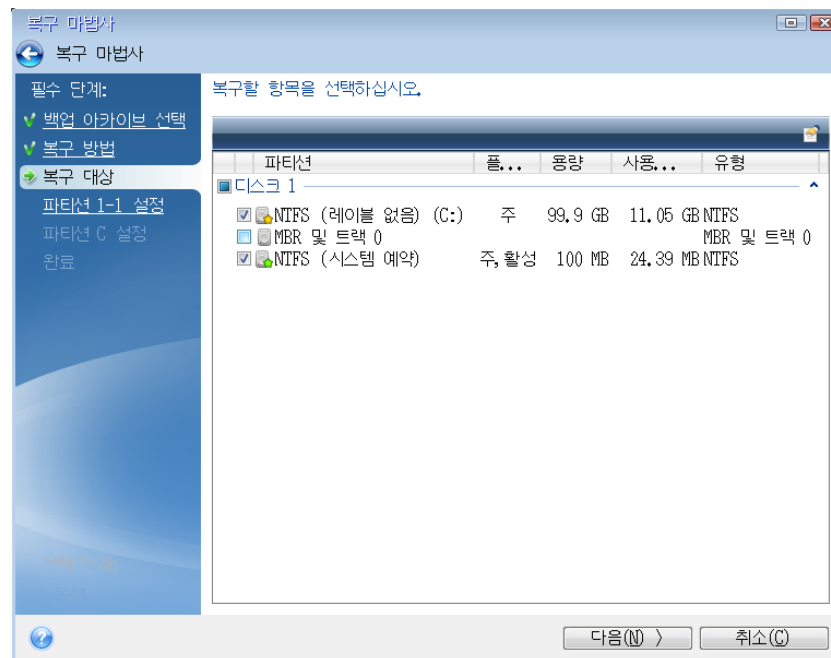 복구 마법사
복구 마법사
필수 단계:
백업 아카이브 선택
복구 방법
복구 대상
파티션 1-1 설정
파티션 C 설정
완료
복구할 항목을 선택하십시오.
파티션 플... 용량 사용... 유형
디스크 1
NTFS (레이블 없음) (C:) 주 99.9 GB 11.05 GB NTFS
MBR 및 트랙 0 MBR 및 트랙 0
NTFS (시스템 예약) 주,활성 100 MB 24.39 MB NTFS
다음(N) > 취소(C)